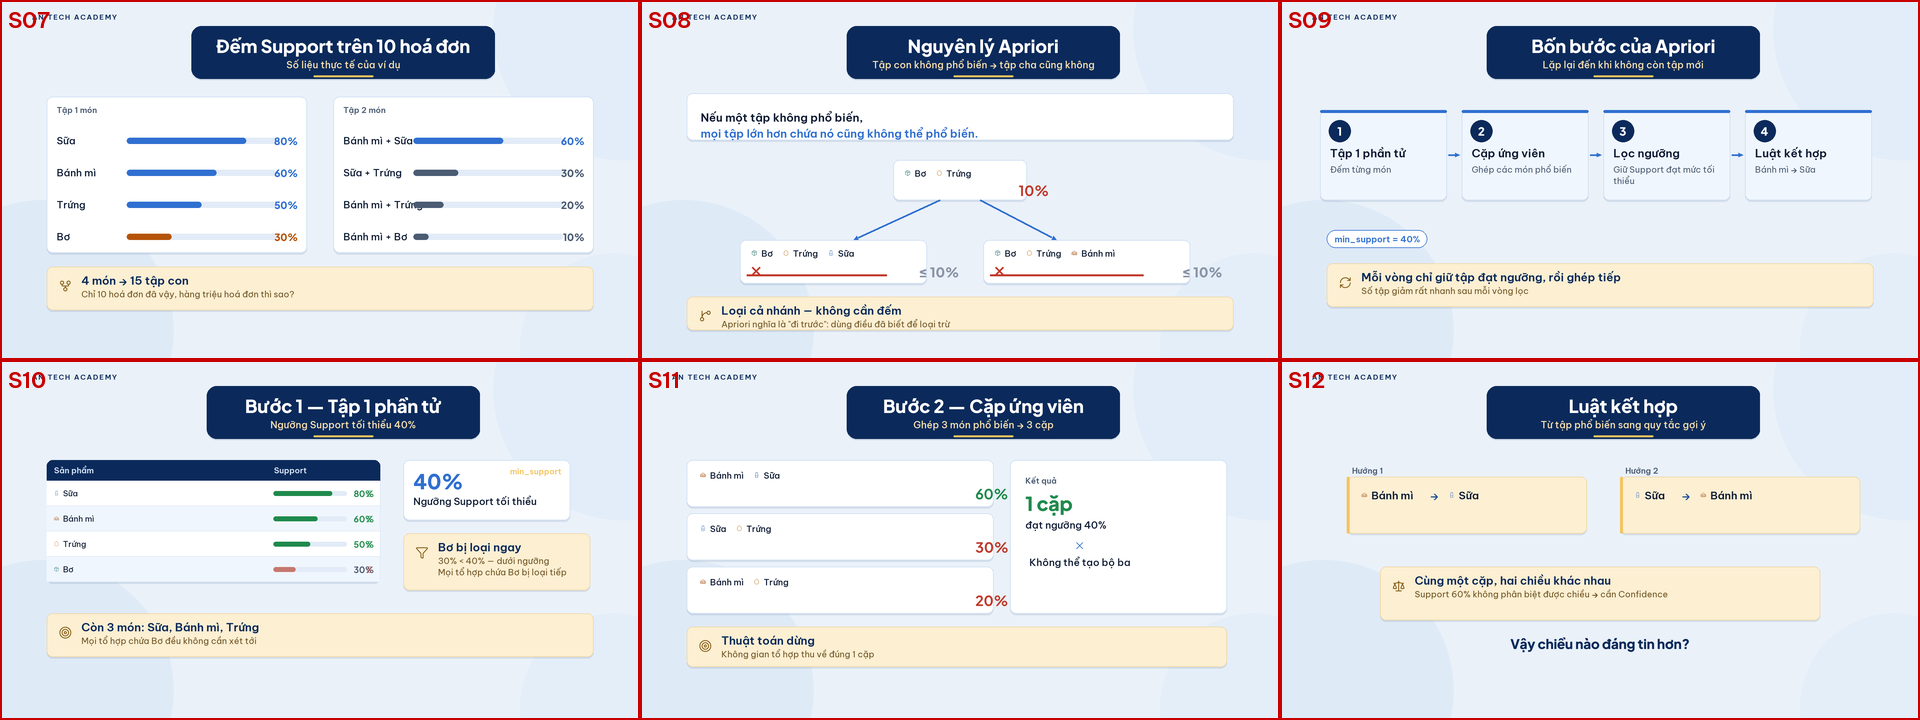 S07
AN TECH ACADEMY
Đếm Support trên 10 hoá đơn
Số liệu thực tế của ví dụ
Tập 1 món
Sữa 80%
Bánh mì 60%
Trứng 50%
Bơ 30%
Tập 2 món
Bánh mì + Sữa 60%
Sữa + Trứng 30%
Bánh mì + Trứng 20%
Bánh mì + Bơ 10%
4 món → 15 tập con
Chỉ 10 hoá đơn đã vậy, hàng triệu hoá đơn thì sao?
S08
AN TECH ACADEMY
Nguyên lý Apriori
Tập con không phổ biến → tập cha cũng không
Nếu một tập không phổ biến,
mọi tập lớn hơn chứa nó cũng không thể phổ biến.
Bơ Trứng
10%
Bơ Trứng Sữa
≤ 10%
Bơ Trứng Bánh mì
≤ 10%
Loại cả nhánh — không cần đếm
Apriori nghĩa là "đi trước": dùng điều đã biết để loại trừ
S09
AN TECH ACADEMY
Bốn bước của Apriori
Lặp lại đến khi không còn tập mới
1
Tập 1 phần tử
Đếm từng món
2
Cặp ứng viên
Ghép các món phổ biến
3
Lọc ngưỡng
Giữ Support đạt mức tối
thiểu
4
Luật kết hợp
Bánh mì → Sữa
min_support = 40%
Mỗi vòng chỉ giữ tập đạt ngưỡng, rồi ghép tiếp
Số tập giảm rất nhanh sau mỗi vòng lọc
S10
AN TECH ACADEMY
Bước 1 — Tập 1 phần tử
Ngưỡng Support tối thiểu 40%
Sản phẩm Support
Sữa 80%
Bánh mì 60%
Trứng 50%
Bơ 30%
min_support
40%
Ngưỡng Support tối thiểu
Bơ bị loại ngay
30% < 40% — dưới ngưỡng
Mọi tổ hợp chứa Bơ bị loại tiếp
Còn 3 món: Sữa, Bánh mì, Trứng
Mọi tổ hợp chứa Bơ đều không cần xét tới
S11
AN TECH ACADEMY
Bước 2 — Cặp ứng viên
Ghép 3 món phổ biến → 3 cặp
Bánh mì Sữa
60%
Sữa Trứng
30%
Bánh mì Trứng
20%
Kết quả
1 cặp
đạt ngưỡng 40%
Không thể tạo bộ ba
Thuật toán dừng
Không gian tổ hợp thu về đúng 1 cặp
S12
AN TECH ACADEMY
Luật kết hợp
Từ tập phổ biến sang quy tắc gợi ý
Hướng 1
Bánh mì → Sữa
Hướng 2
Sữa → Bánh mì
Cùng một cặp, hai chiều khác nhau
Support 60% không phân biệt được chiều → cần Confidence
Vậy chiều nào đáng tin hơn?